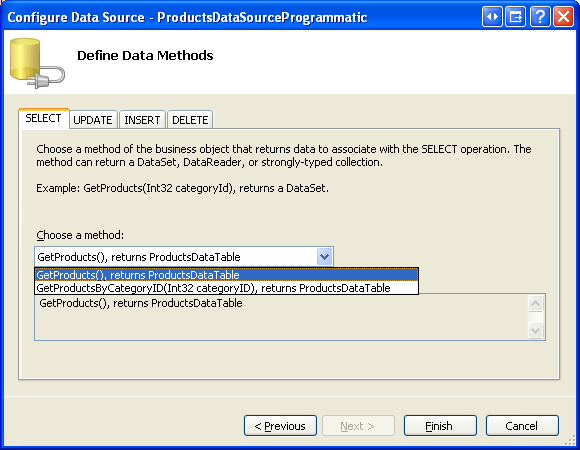 Configure Data Source - ProductsDataSourceProgrammatic
Define Data Methods
SELECT UPDATE INSERT DELETE
Choose a method of the business object that returns data to associate with the SELECT operation. The
method can return a DataSet, DataReader, or strongly-typed collection.
Example: GetProducts(Int32 categoryId), returns a DataSet.
Choose a method:
GetProducts(), returns ProductsDataTable
GetProducts(), returns ProductsDataTable
GetProductsByCategoryID(Int32 categoryID), returns ProductsDataTable
GetProducts(), returns ProductsDataTable
< Previous Next > Finish Cancel